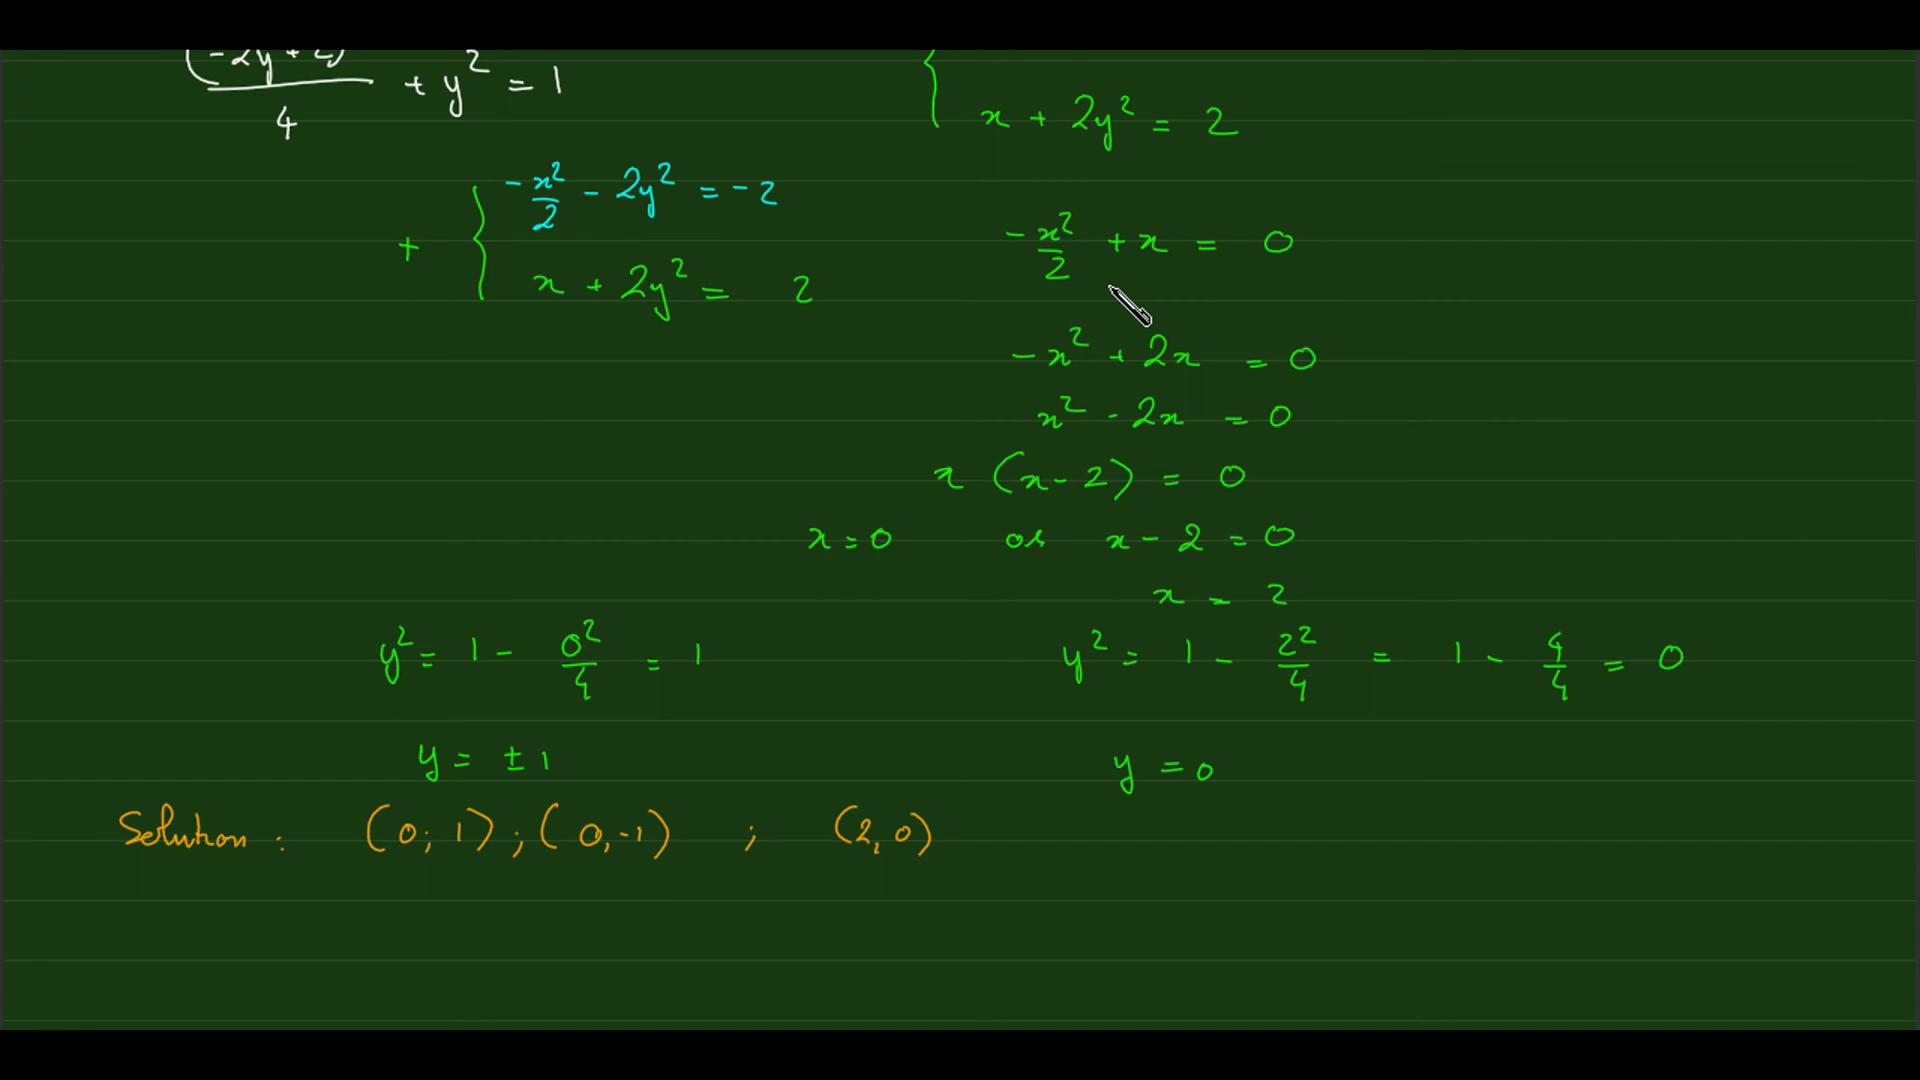 (-2y+2)
/4 + y² = 1
x + 2y² = 2
-x²/2 - 2y² = -2
+ { x + 2y² = 2
-x²/2 + x = 0
-x² + 2x = 0
x² - 2x = 0
x (x-2) = 0
x=0 or x-2=0
x = 2
y² = 1 - 0²/4 = 1
y² = 1 - 2²/4 = 1 - 4/4 = 0
y = ±1
y = 0
Solution : (0; 1) ; (0,-1) ; (2,0)